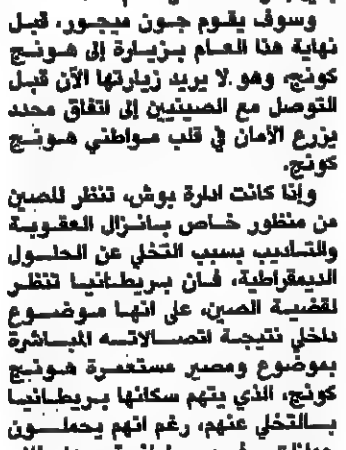 وسوف يقوم جون ميجور، قبل
نهاية هذا العام بزيارة إلى هونج
كونج، وهو لا يريد زيارتها الآن قبل
التوصل مع الصينيين إلى اتفاق محدد
يزرع الأمان في قلب مواطني هونج
كونج.
وإذا كانت ادارة بوش، تنظر للصين
من منظور خاص بانزال العقوبة
والتاديب بسبب التخلي عن الحلول
الديمقراطية، فان بريطانيا تنظر
لقضية الصين، على انها موضوع
داخلي نتيجة اتصالاته المباشرة
بموضوع ومصير مستعمرة هونج
كونج، الذي يتهم سكانها بريطانيا
بالتخلي عنهم، رغم انهم يحملون